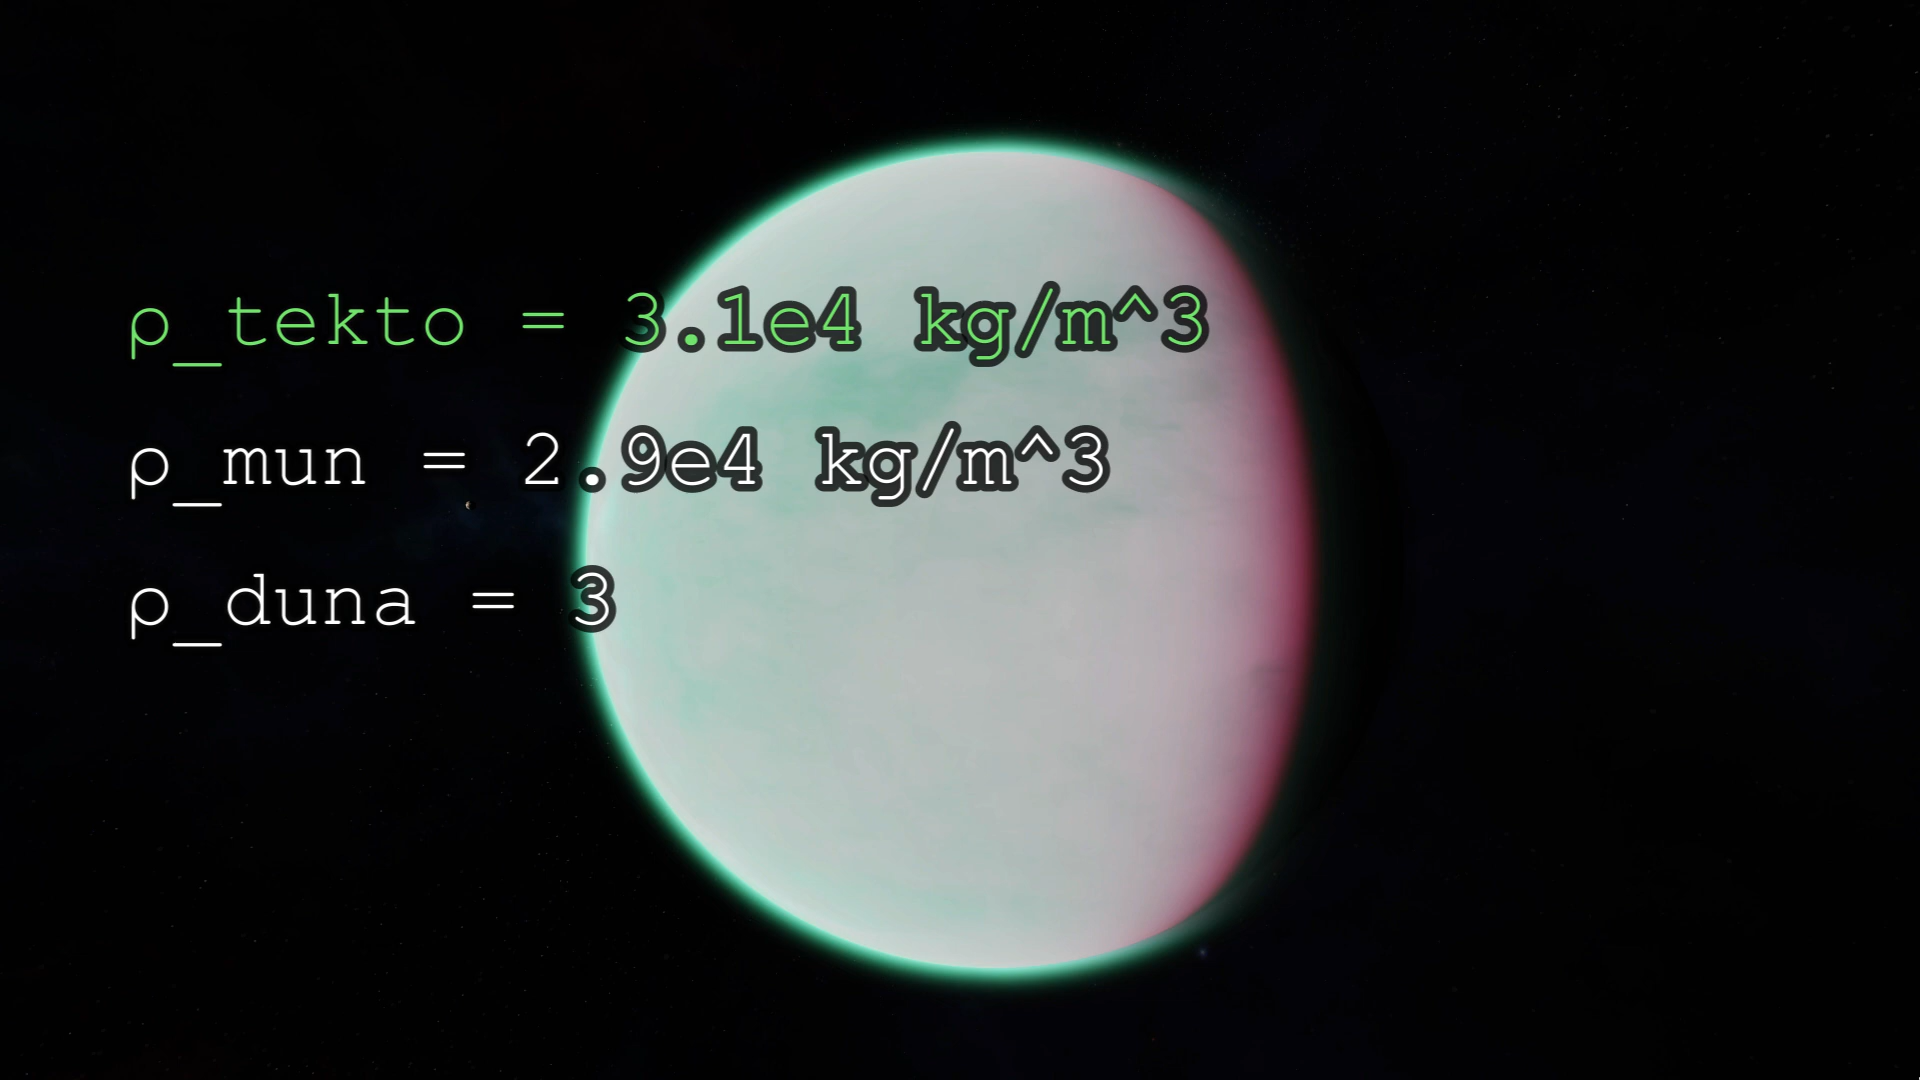 ρ_tekto = 3.1e4 kg/m^3
ρ_mun = 2.9e4 kg/m^3
ρ_duna = 3